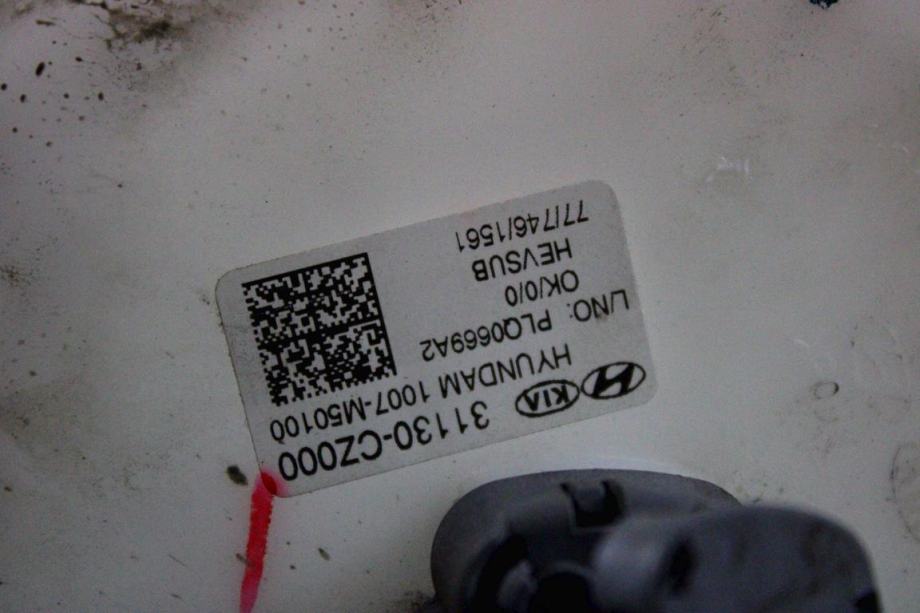 KIA 31130-CZ000
HYUNDAM 1007-M50100
L/NO: PLQ0669A2
OK/0/0
HEVSUB
77/746/1561